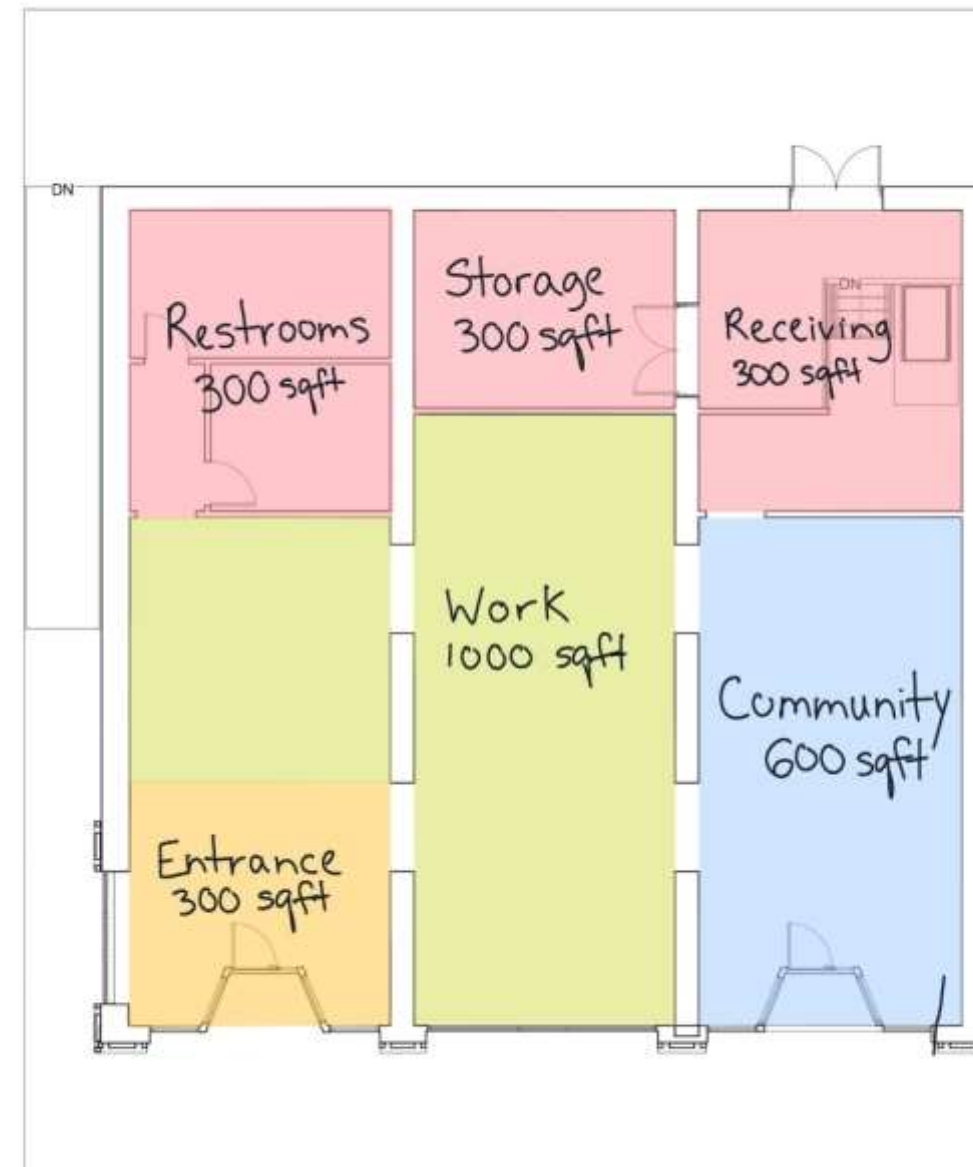 DN
Restrooms
300 sqft
Storage
300 sqft
DN
Receiving
300 sqft
Work
1000 sqft
Community
600 sqft
Entrance
300 sqft